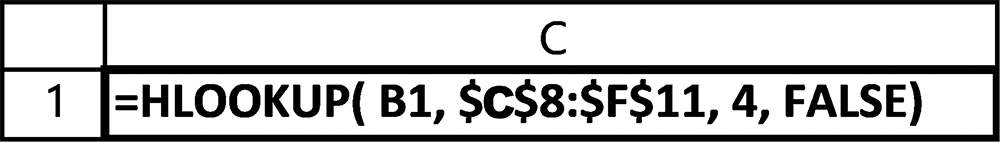 C
1 =HLOOKUP( B1, $C$8:$F$11, 4, FALSE)